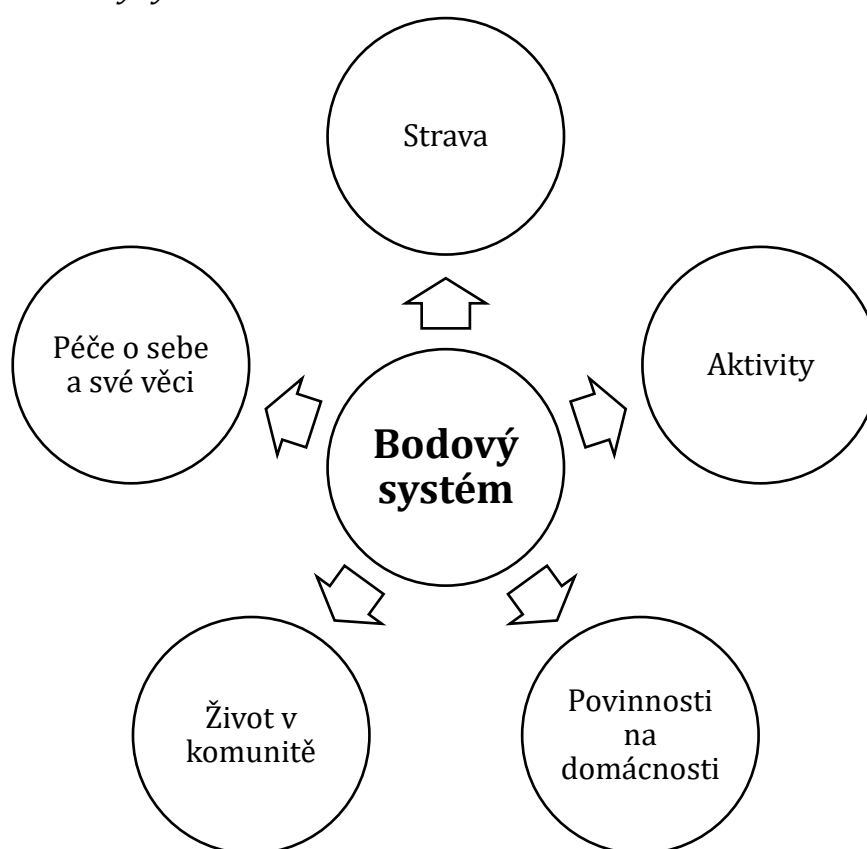 Strava
Péče o sebe
a své věci
Aktivity
Bodový
systém
Život v
komunitě
Povinnosti
na
domácnosti